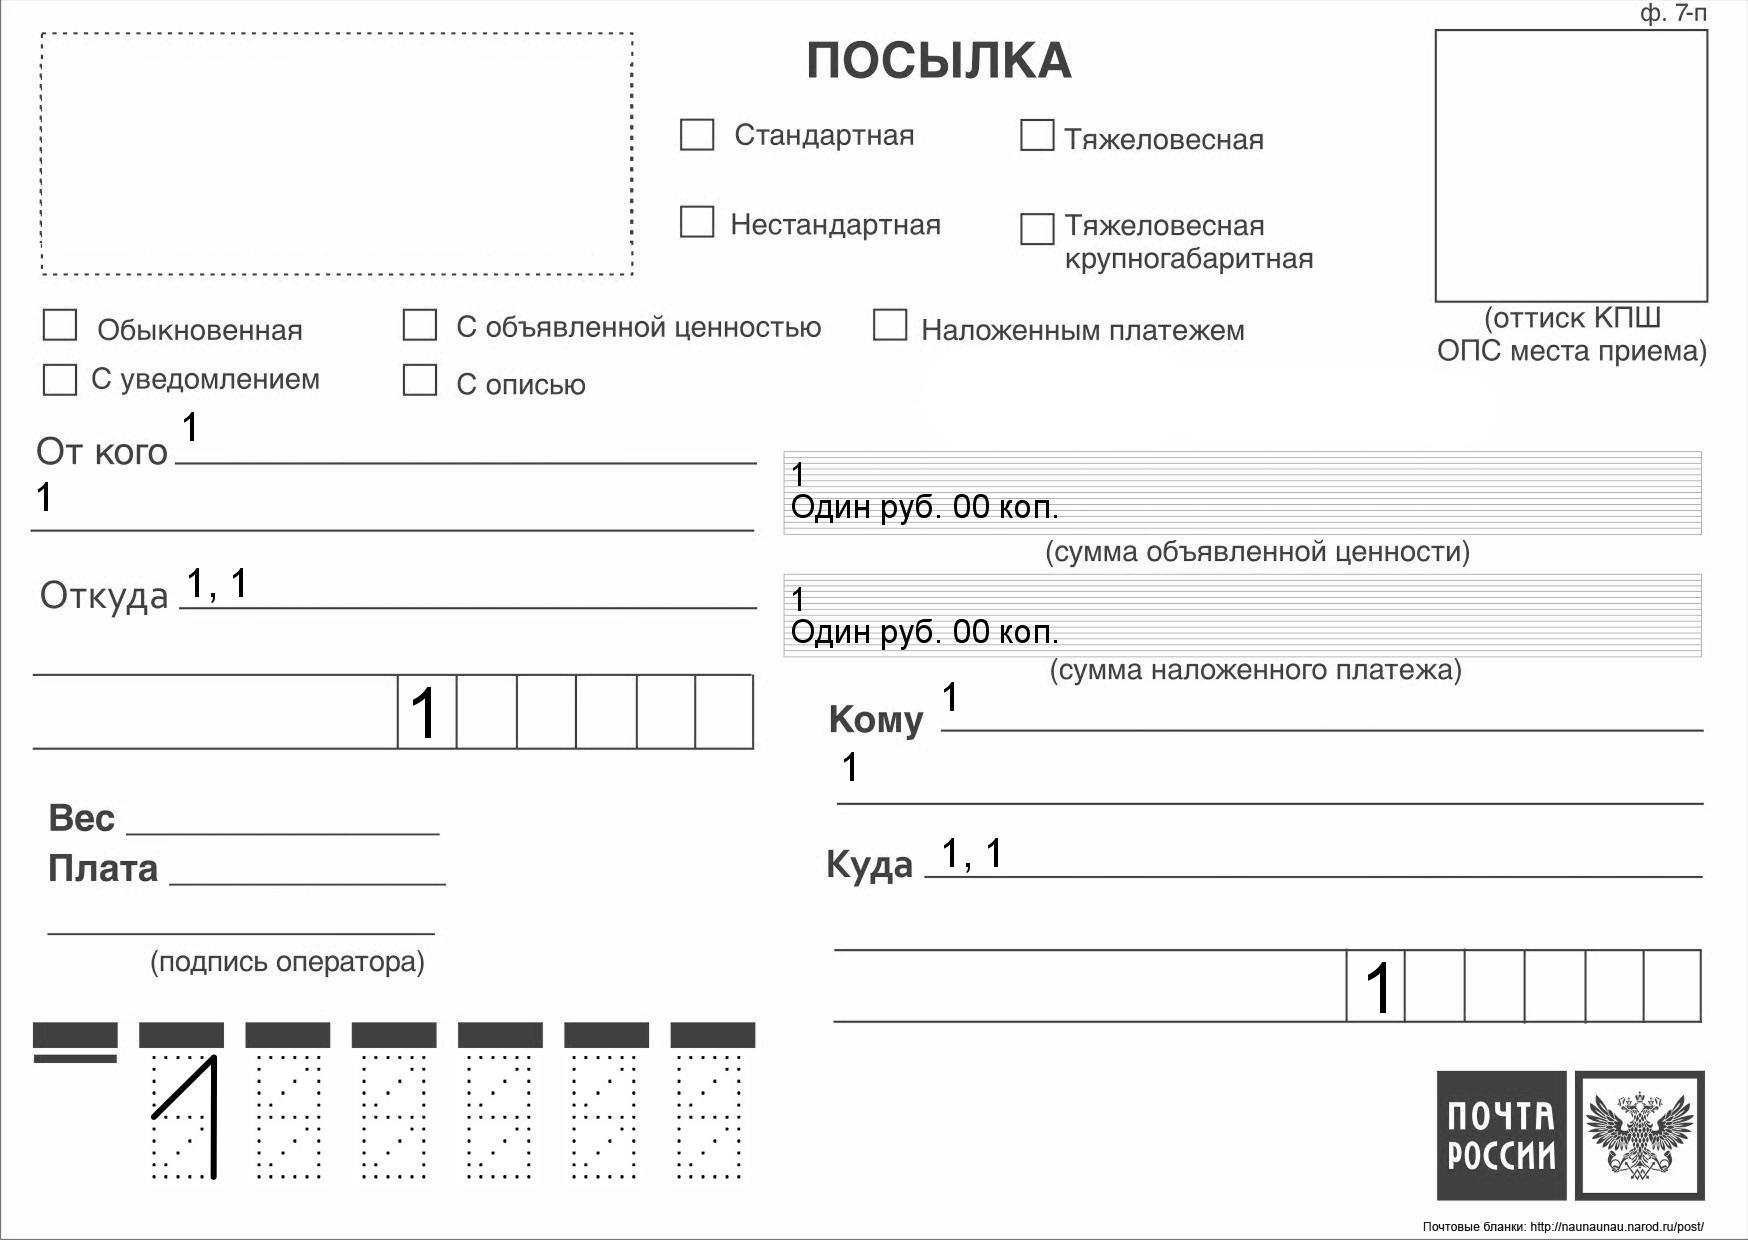 ф. 7-п
ПОСЫЛКА
Стандартная
Тяжеловесная
Нестандартная
Тяжеловесная
крупногабаритная
(оттиск КПШ
ОПС места приема)
Обыкновенная
С объявленной ценностью
Наложенным платежем
С уведомлением
С описью
От кого 1
1
Откуда 1, 1
1
1
Один руб. 00 коп.
(сумма объявленной ценности)
1
Один руб. 00 коп.
(сумма наложенного платежа)
Кому 1
1
Куда 1, 1
1
Вес
Плата
(подпись оператора)
1
ПОЧТА
РОССИИ
Почтовые бланки: http://naunaunau.narod.ru/post/